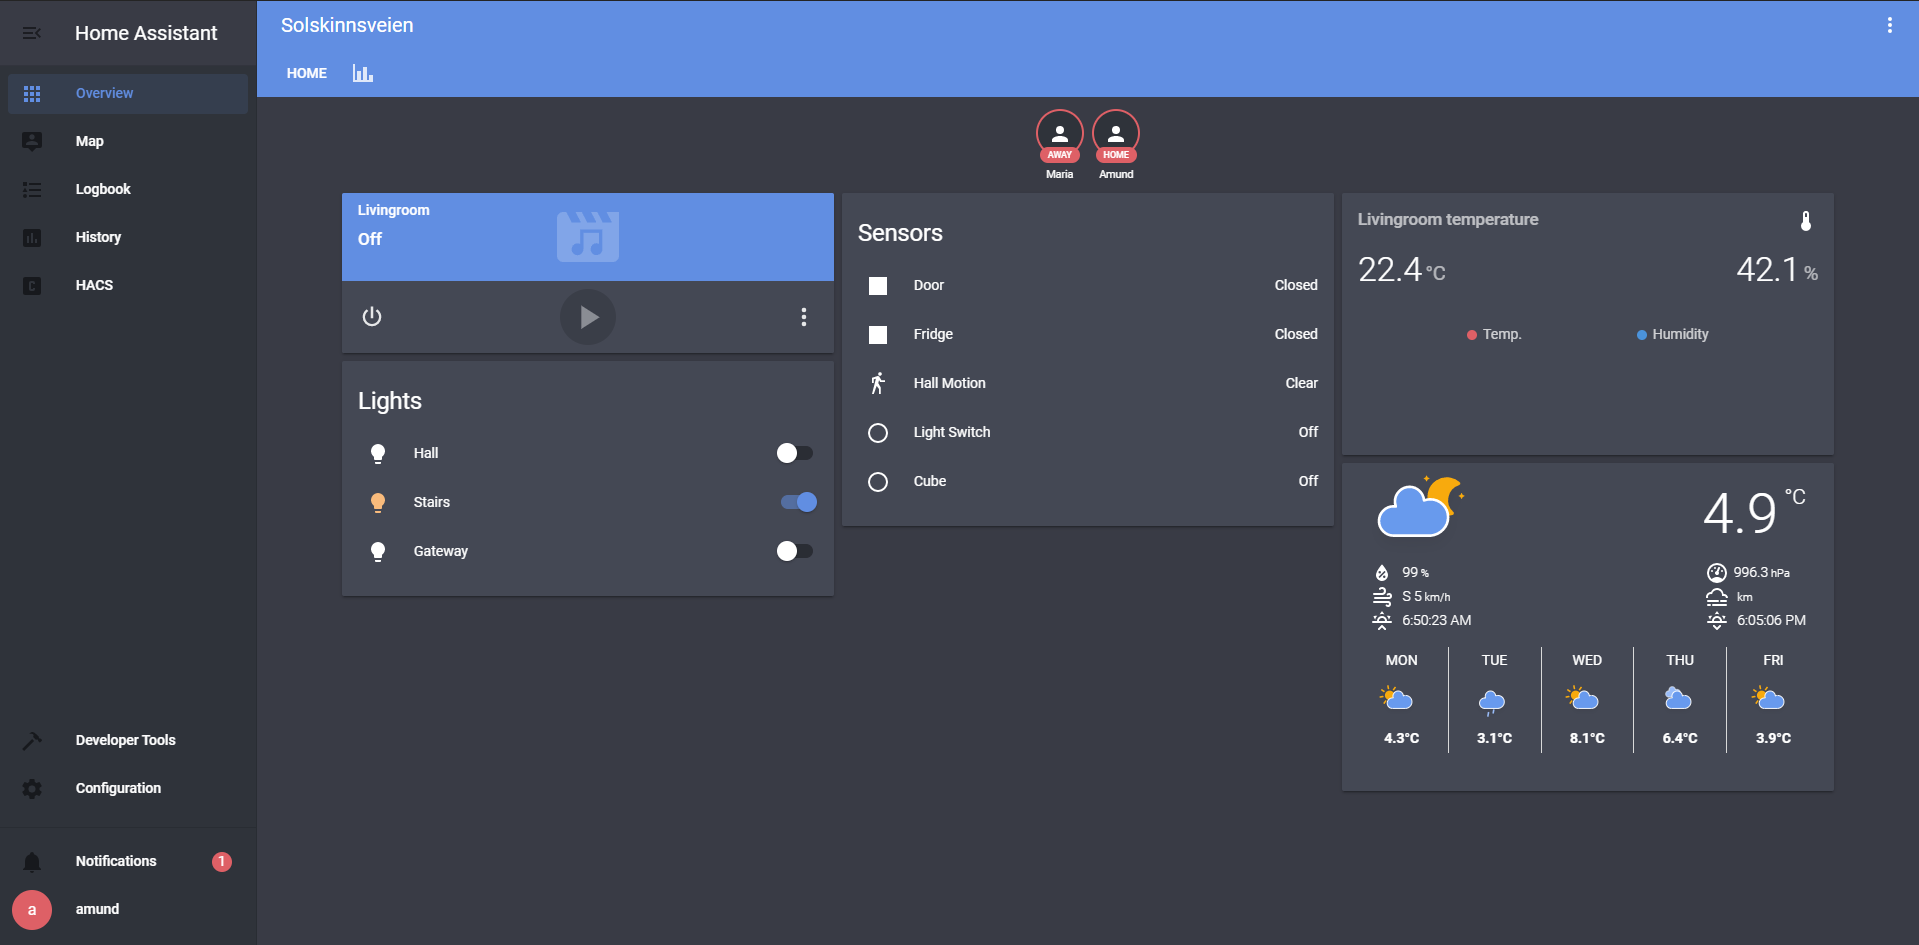 Home Assistant
Overview
Map
Logbook
History
C
HACS
Developer Tools
Configuration
Notifications
1
a
amund
Solskinnsveien
HOME
AWAY
Maria
HOME
Amund
Livingroom
Off
Lights
Hall
Stairs
Gateway
Sensors
Door Closed
Fridge Closed
Hall Motion Clear
Light Switch Off
Cube Off
Livingroom temperature
22.4 °C 42.1 %
Temp. Humidity
4.9 °C
99 % 996.3 hPa
S 5 km/h km
6:50:23 AM 6:05:06 PM
MON TUE WED THU FRI
4.3°C 3.1°C 8.1°C 6.4°C 3.9°C